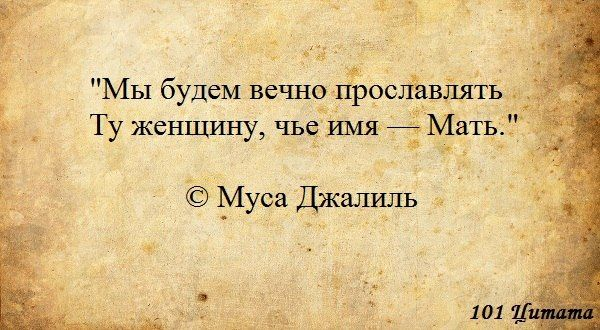 "Мы будем вечно прославлять
Ту женщину, чье имя — Мать."
© Муса Джалиль
101 Цитата